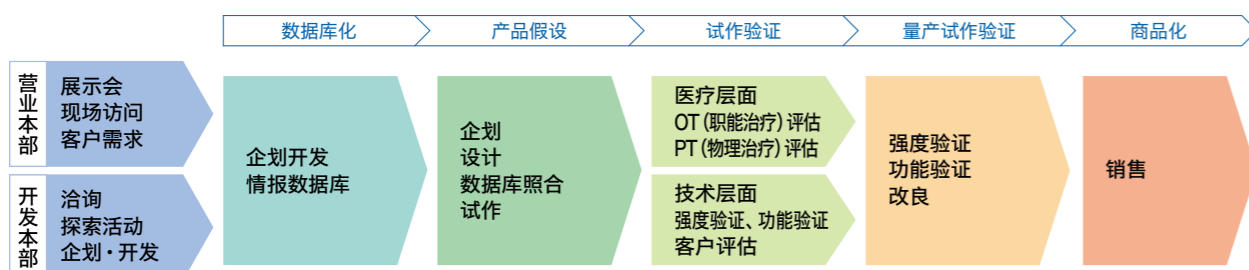 数据库化
产品假设
试作验证
量产试作验证
商品化
营业本部
展示会
现场访问
客户需求
开发本部
洽询
探索活动
企划·开发
企划开发
情报数据库
企划
设计
数据库照合
试作
医疗层面
OT（职能治疗）评估
PT（物理治疗）评估
技术层面
强度验证、功能验证
客户评估
强度验证
功能验证
改良
销售